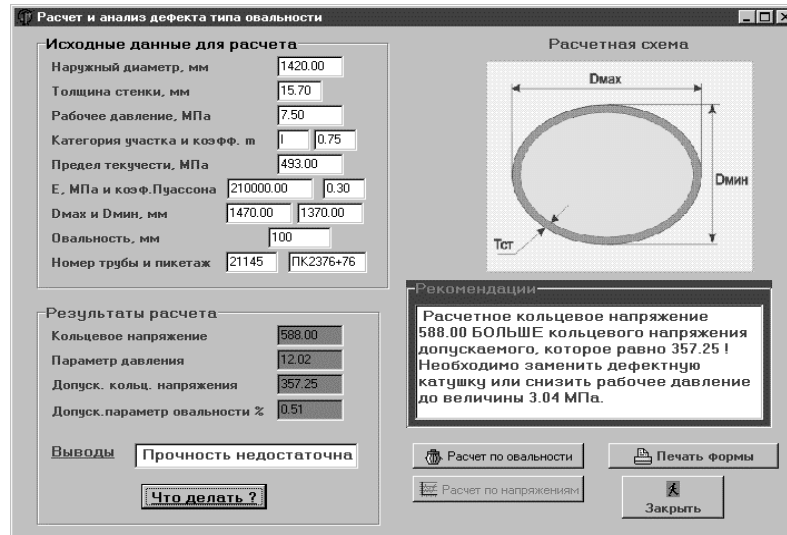 Расчет и анализ дефекта типа овальности
Исходные данные для расчета
Наружный диаметр, мм 1420.00
Толщина стенки, мм 15.70
Рабочее давление, МПа 7.50
Категория участка и коэфф. m I 0.75
Предел текучести, МПа 493.00
Е, МПа и коэф.Пуассона 210000.00 0.30
Dмах и Dмин, мм 1470.00 1370.00
Овальность, мм 100
Номер трубы и пикетаж 21145 ПК2376+76
Результаты расчета
Кольцевое напряжение 588.00
Параметр давления 12.02
Допуск. кольц. напряжения 357.25
Допуск.параметр овальности % 0.51
Выводы Прочность недостаточна
Что делать ?
Расчетная схема
Dмах
Dмин
Тст
Рекомендации
Расчетное кольцевое напряжение
588.00 БОЛЬШЕ кольцевого напряжения
допускаемого, которое равно 357.25 !
Необходимо заменить дефектную
катушку или снизить рабочее давление
до величины 3.04 МПа.
Расчет по овальности
Печать формы
Расчет по напряжениям
Закрыть